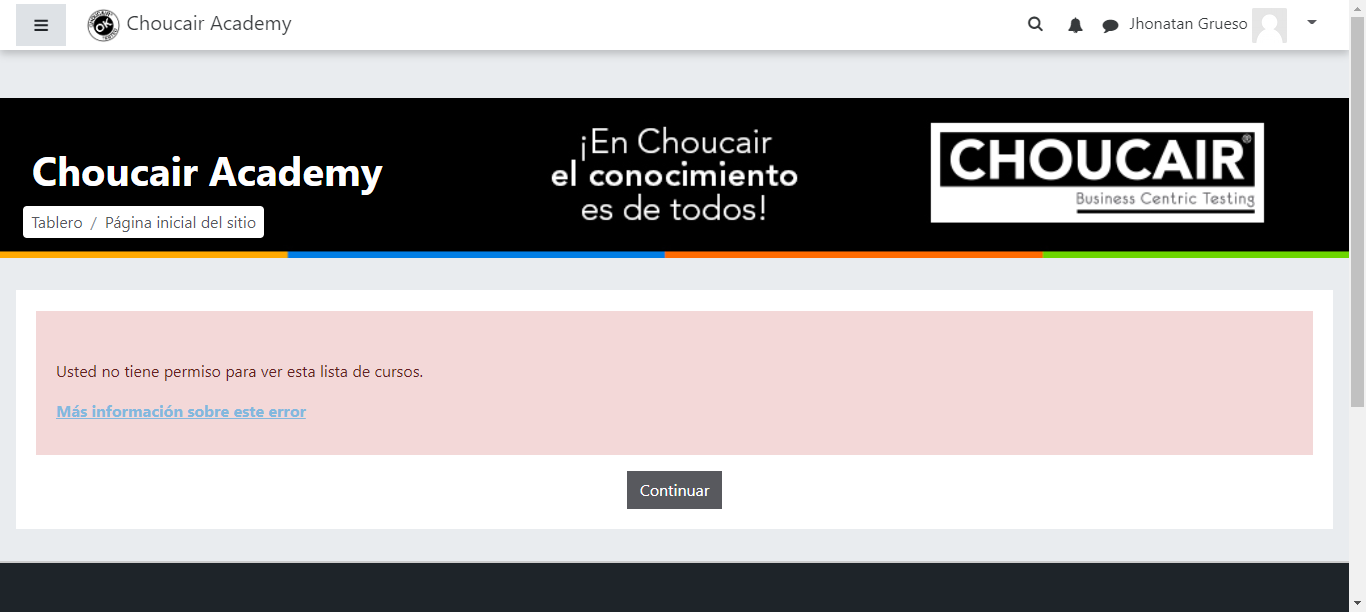 Choucair Academy
Jhonatan Grueso
Choucair Academy
Tablero / Página inicial del sitio
¡En Choucair
el conocimiento
es de todos!
CHOUCAIR®
Business Centric Testing
Usted no tiene permiso para ver esta lista de cursos.
Más información sobre este error
Continuar